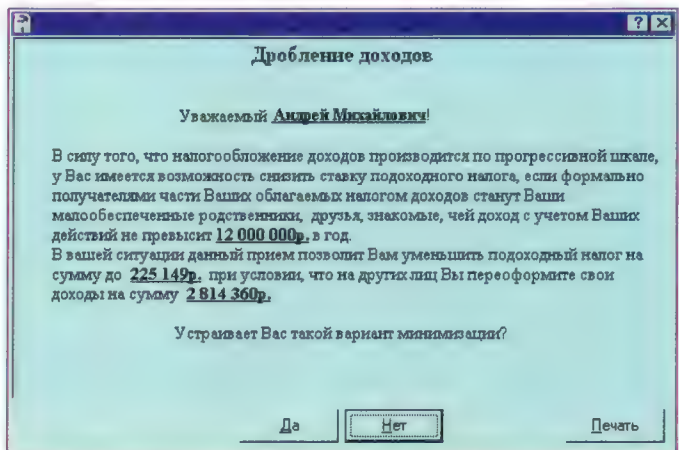 Дробление доходов
Уважаемый Андрей Михайлович!
В силу того, что налогообложение доходов производится по прогрессивной шкале,
у Вас имеется возможность снизить ставку подоходного налога, если формально
получателями части Ваших облагаемых налогом доходов станут Ваши
малообеспеченные родственники, друзья, знакомые, чей доход с учетом Ваших
действий не превысит 12 000 000р. в год.
В вашей ситуации данный прием позволит Вам уменьшить подоходный налог на
сумму до 225 149р. при условии, что на других лиц Вы переоформите свои
доходы на сумму 2 814 360р.
Устраивает Вас такой вариант минимизации?
Да Нет Печать